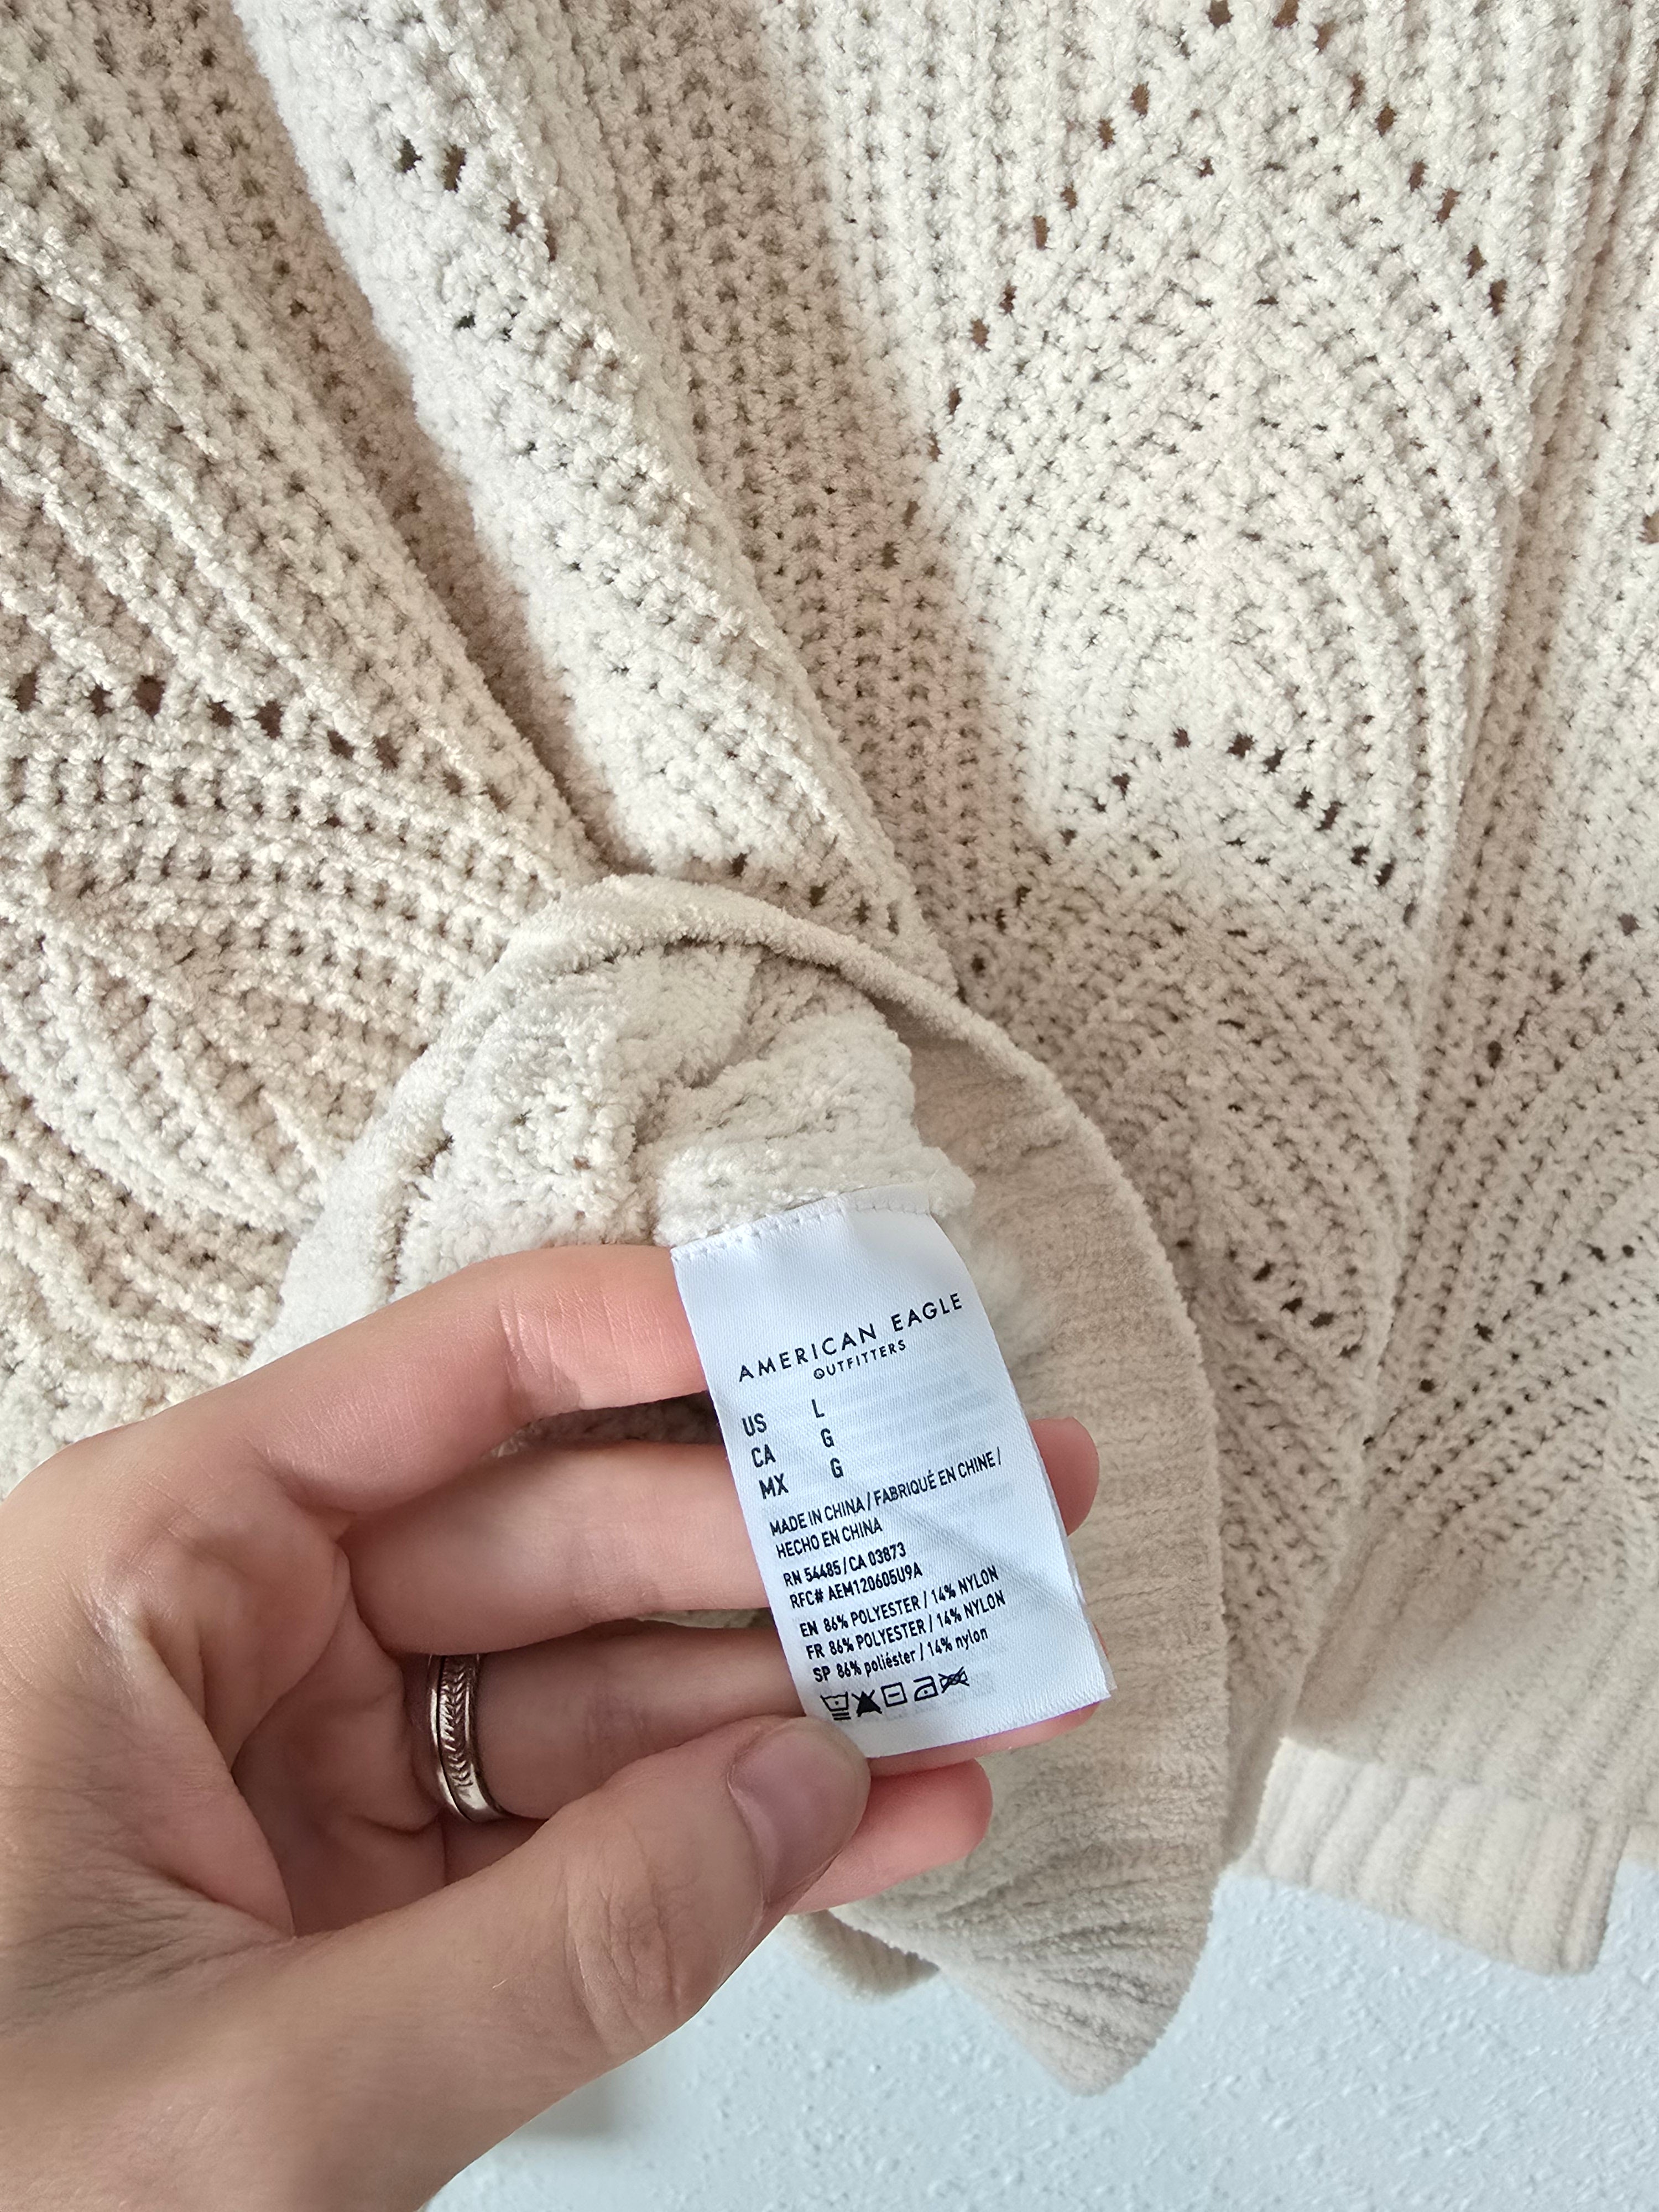 AMERICAN EAGLE
OUTFITTERS
US L
CA G
MX G
MADE IN CHINA / FABRIQUÉ EN CHINE /
HECHO EN CHINA
RN 54485 / CA 03873
RFC# AEM120605U9A
EN 86% POLYESTER / 14% NYLON
FR 86% POLYESTER / 14% NYLON
SP 86% poliéster / 14% nylon